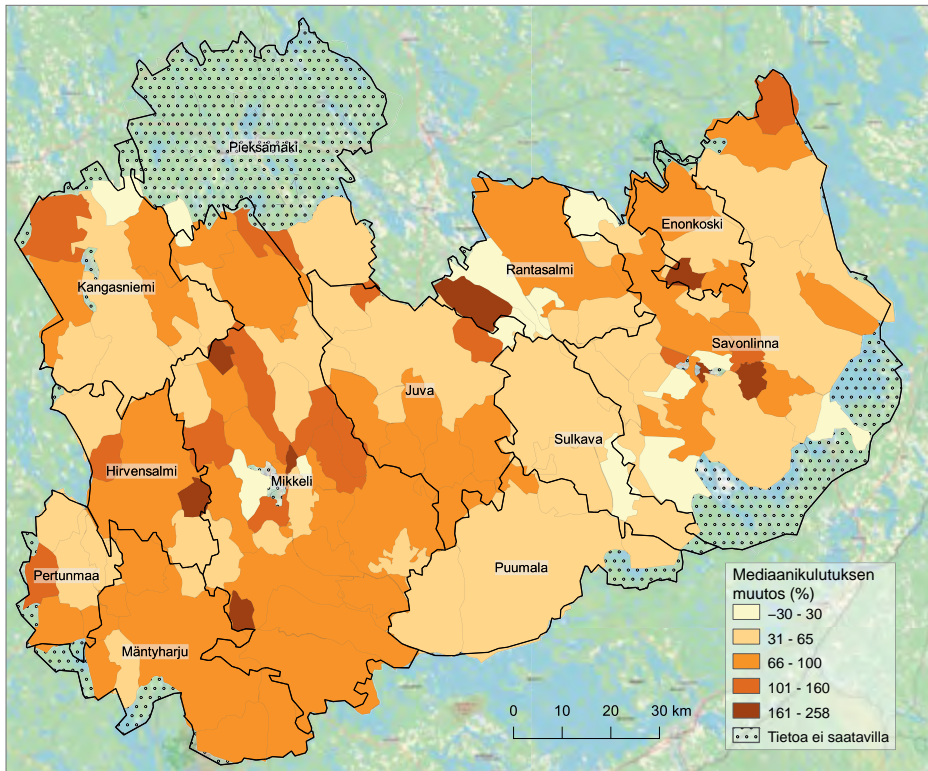 Pieksämäki
Enonkoski
Rantasalmi
Kangasniemi
Savonlinna
Juva
Sulkava
Hirvensalmi
Mikkeli
Puumala
Pertunmaa
Mäntyharju
Mediaanikulutuksen
muutos (%)
−30 - 30
31 - 65
66 - 100
101 - 160
161 - 258
Tietoa ei saatavilla
0 10 20 30 km